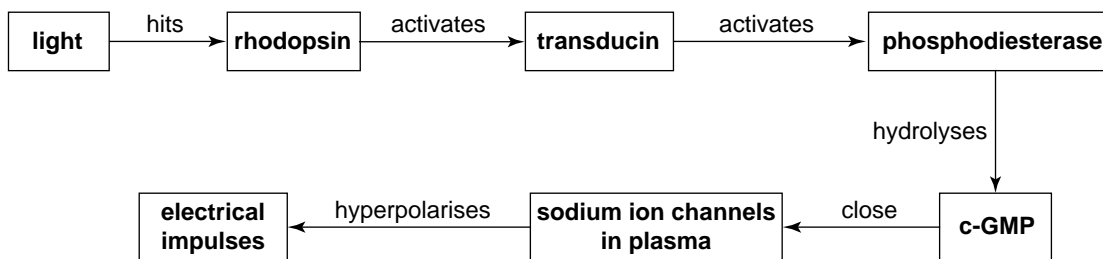 light
hits
rhodopsin
activates
transducin
activates
phosphodiesterase
hydrolyses
c-GMP
close
sodium ion channels
in plasma
hyperpolarises
electrical
impulses